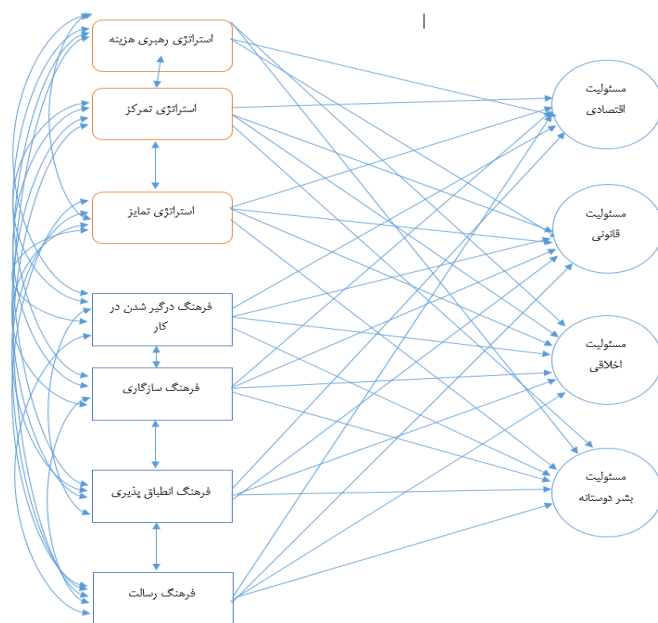 استراتژی رهبری هزینه
استراتژی تمرکز
استراتژی تمایز
فرهنگ درگیر شدن در
کار
فرهنگ سازگاری
فرهنگ انطباق پذیری
فرهنگ رسالت
مسئولیت
اقتصادی
مسئولیت
قانونی
مسئولیت
اخلاقی
مسئولیت
بشر دوستانه